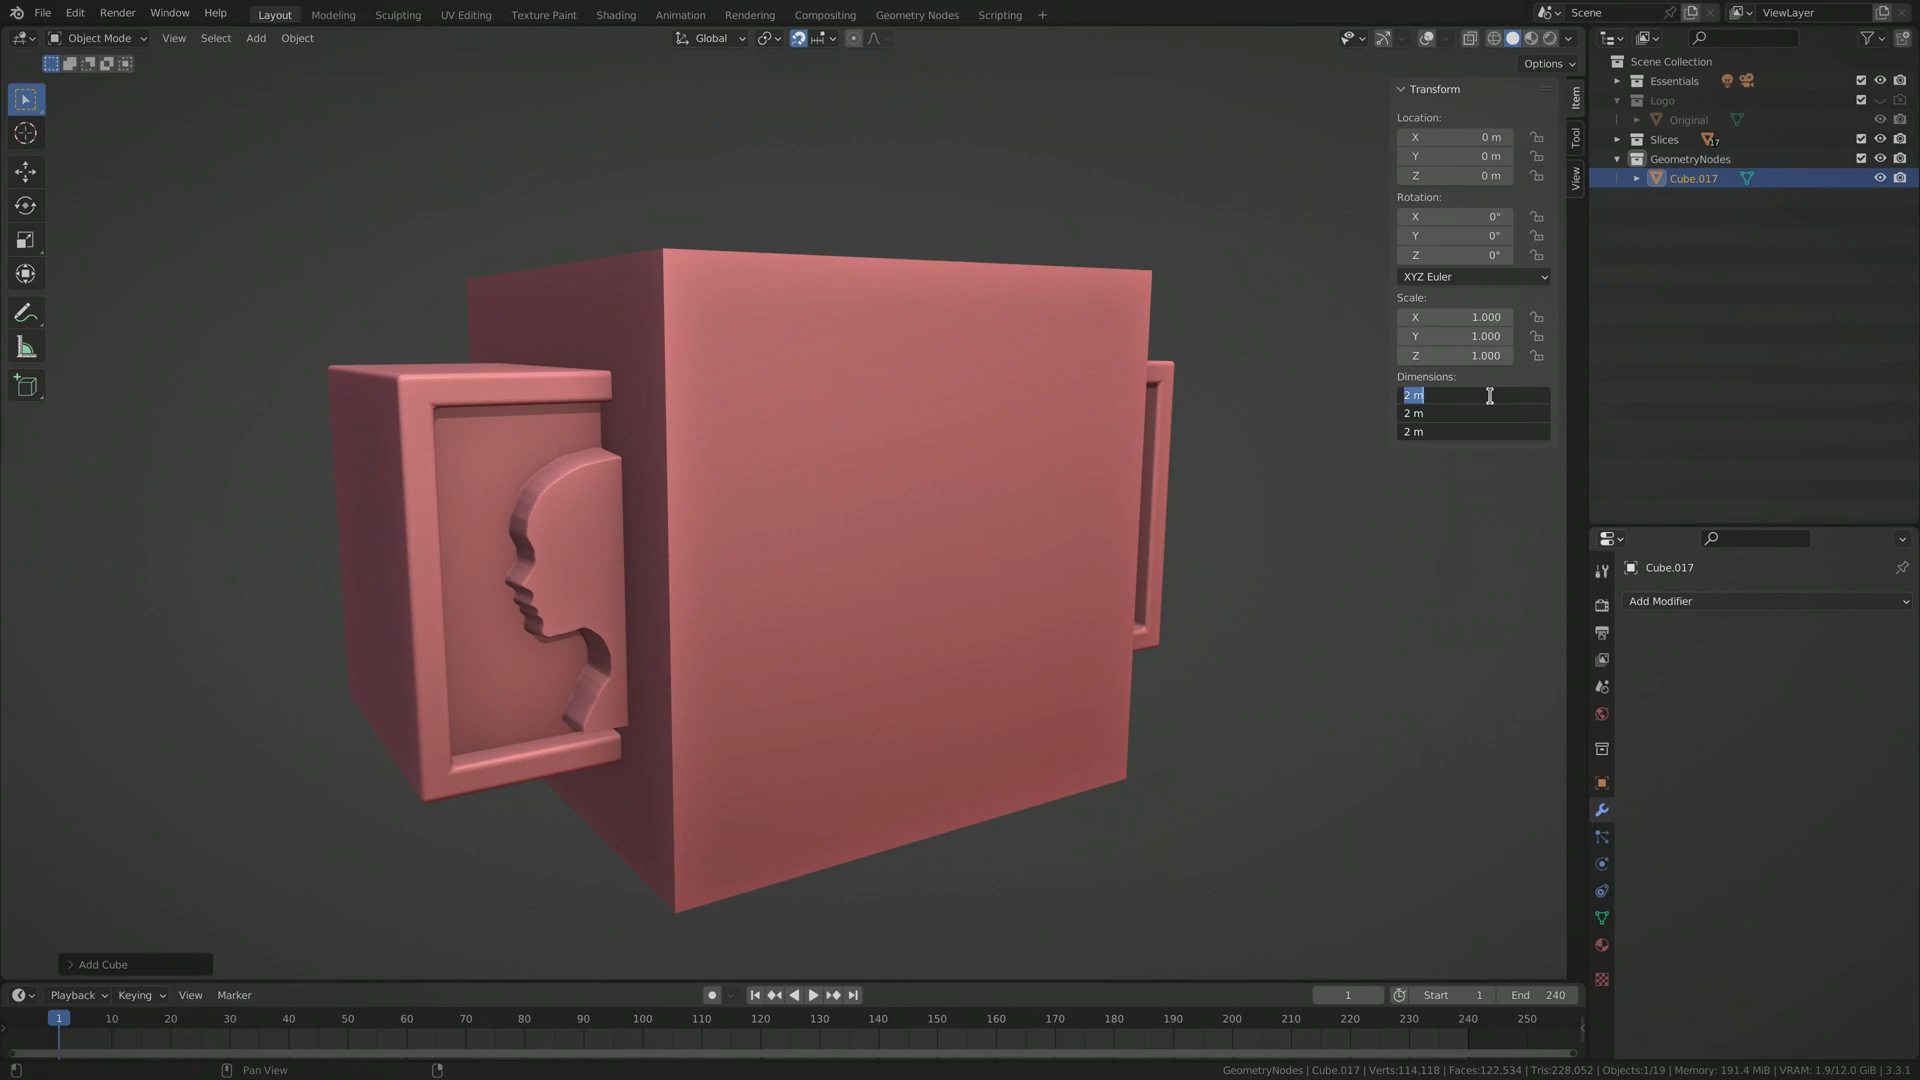 File Edit Render Window Help Layout Modeling Sculpting UV Editing Texture Paint Shading Animation Rendering Compositing Geometry Nodes Scripting + Scene ViewLayer
Object Mode View Select Add Object Global
Options
Transform
Location:
X 0 m
Y 0 m
Z 0 m
Rotation:
X 0°
Y 0°
Z 0°
XYZ Euler
Scale:
X 1.000
Y 1.000
Z 1.000
Dimensions:
2 m
2 m
2 m
Item
Tool
View
Scene Collection
Essentials
Logo
Original
Slices 17
GeometryNodes
Cube.017
Cube.017
Add Modifier
Add Cube
Playback Keying View Marker 1 Start 1 End 240
1 10 20 30 40 50 60 70 80 90 100 110 120 130 140 150 160 170 180 190 200 210 220 230 240 250
Pan View
GeometryNodes | Cube.017 | Verts:114,118 | Faces:122,534 | Tris:228,052 | Objects:1/19 | Memory: 191.4 MiB | VRAM: 1.9/12.0 GiB | 3.3.1